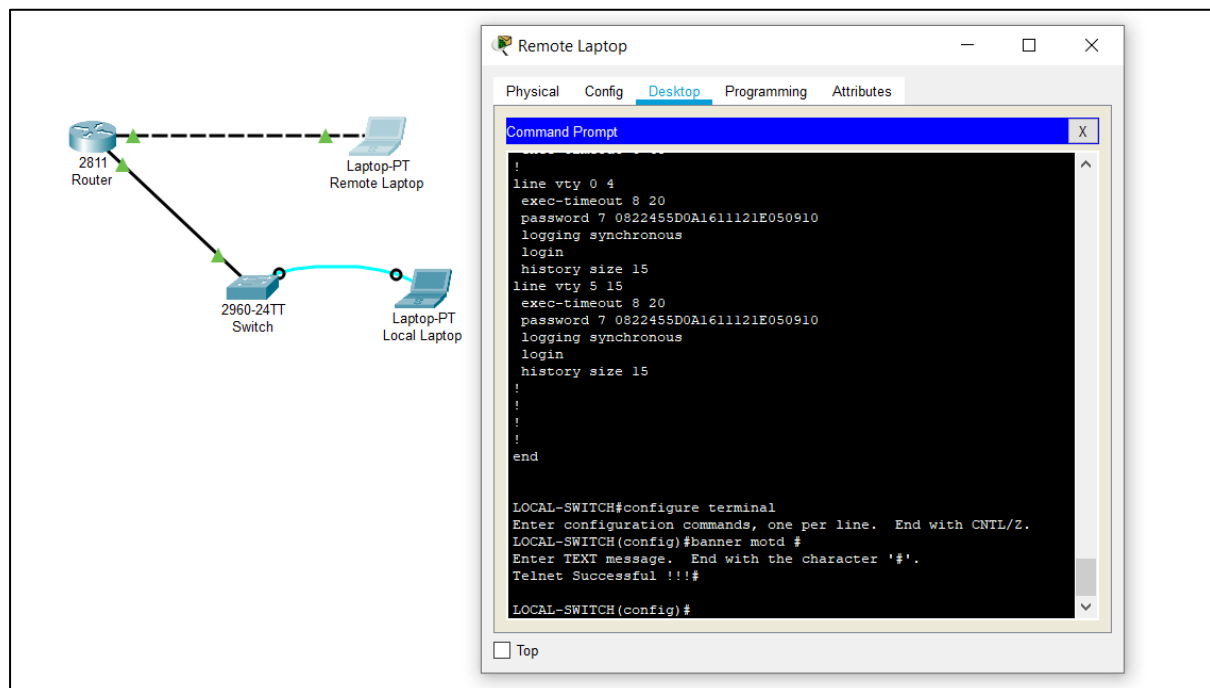 2811
Router
Laptop-PT
Remote Laptop
2960-24TT
Switch
Laptop-PT
Local Laptop
Remote Laptop
Physical Config Desktop Programming Attributes
Command Prompt X
!
line vty 0 4
exec-timeout 8 20
password 7 0822455D0A1611121E050910
logging synchronous
login
history size 15
line vty 5 15
exec-timeout 8 20
password 7 0822455D0A1611121E050910
logging synchronous
login
history size 15
!
!
!
!
end
LOCAL-SWITCH#configure terminal
Enter configuration commands, one per line. End with CNTL/Z.
LOCAL-SWITCH(config)#banner motd #
Enter TEXT message. End with the character '#'.
Telnet Successful !!!#
LOCAL-SWITCH(config)#
Top